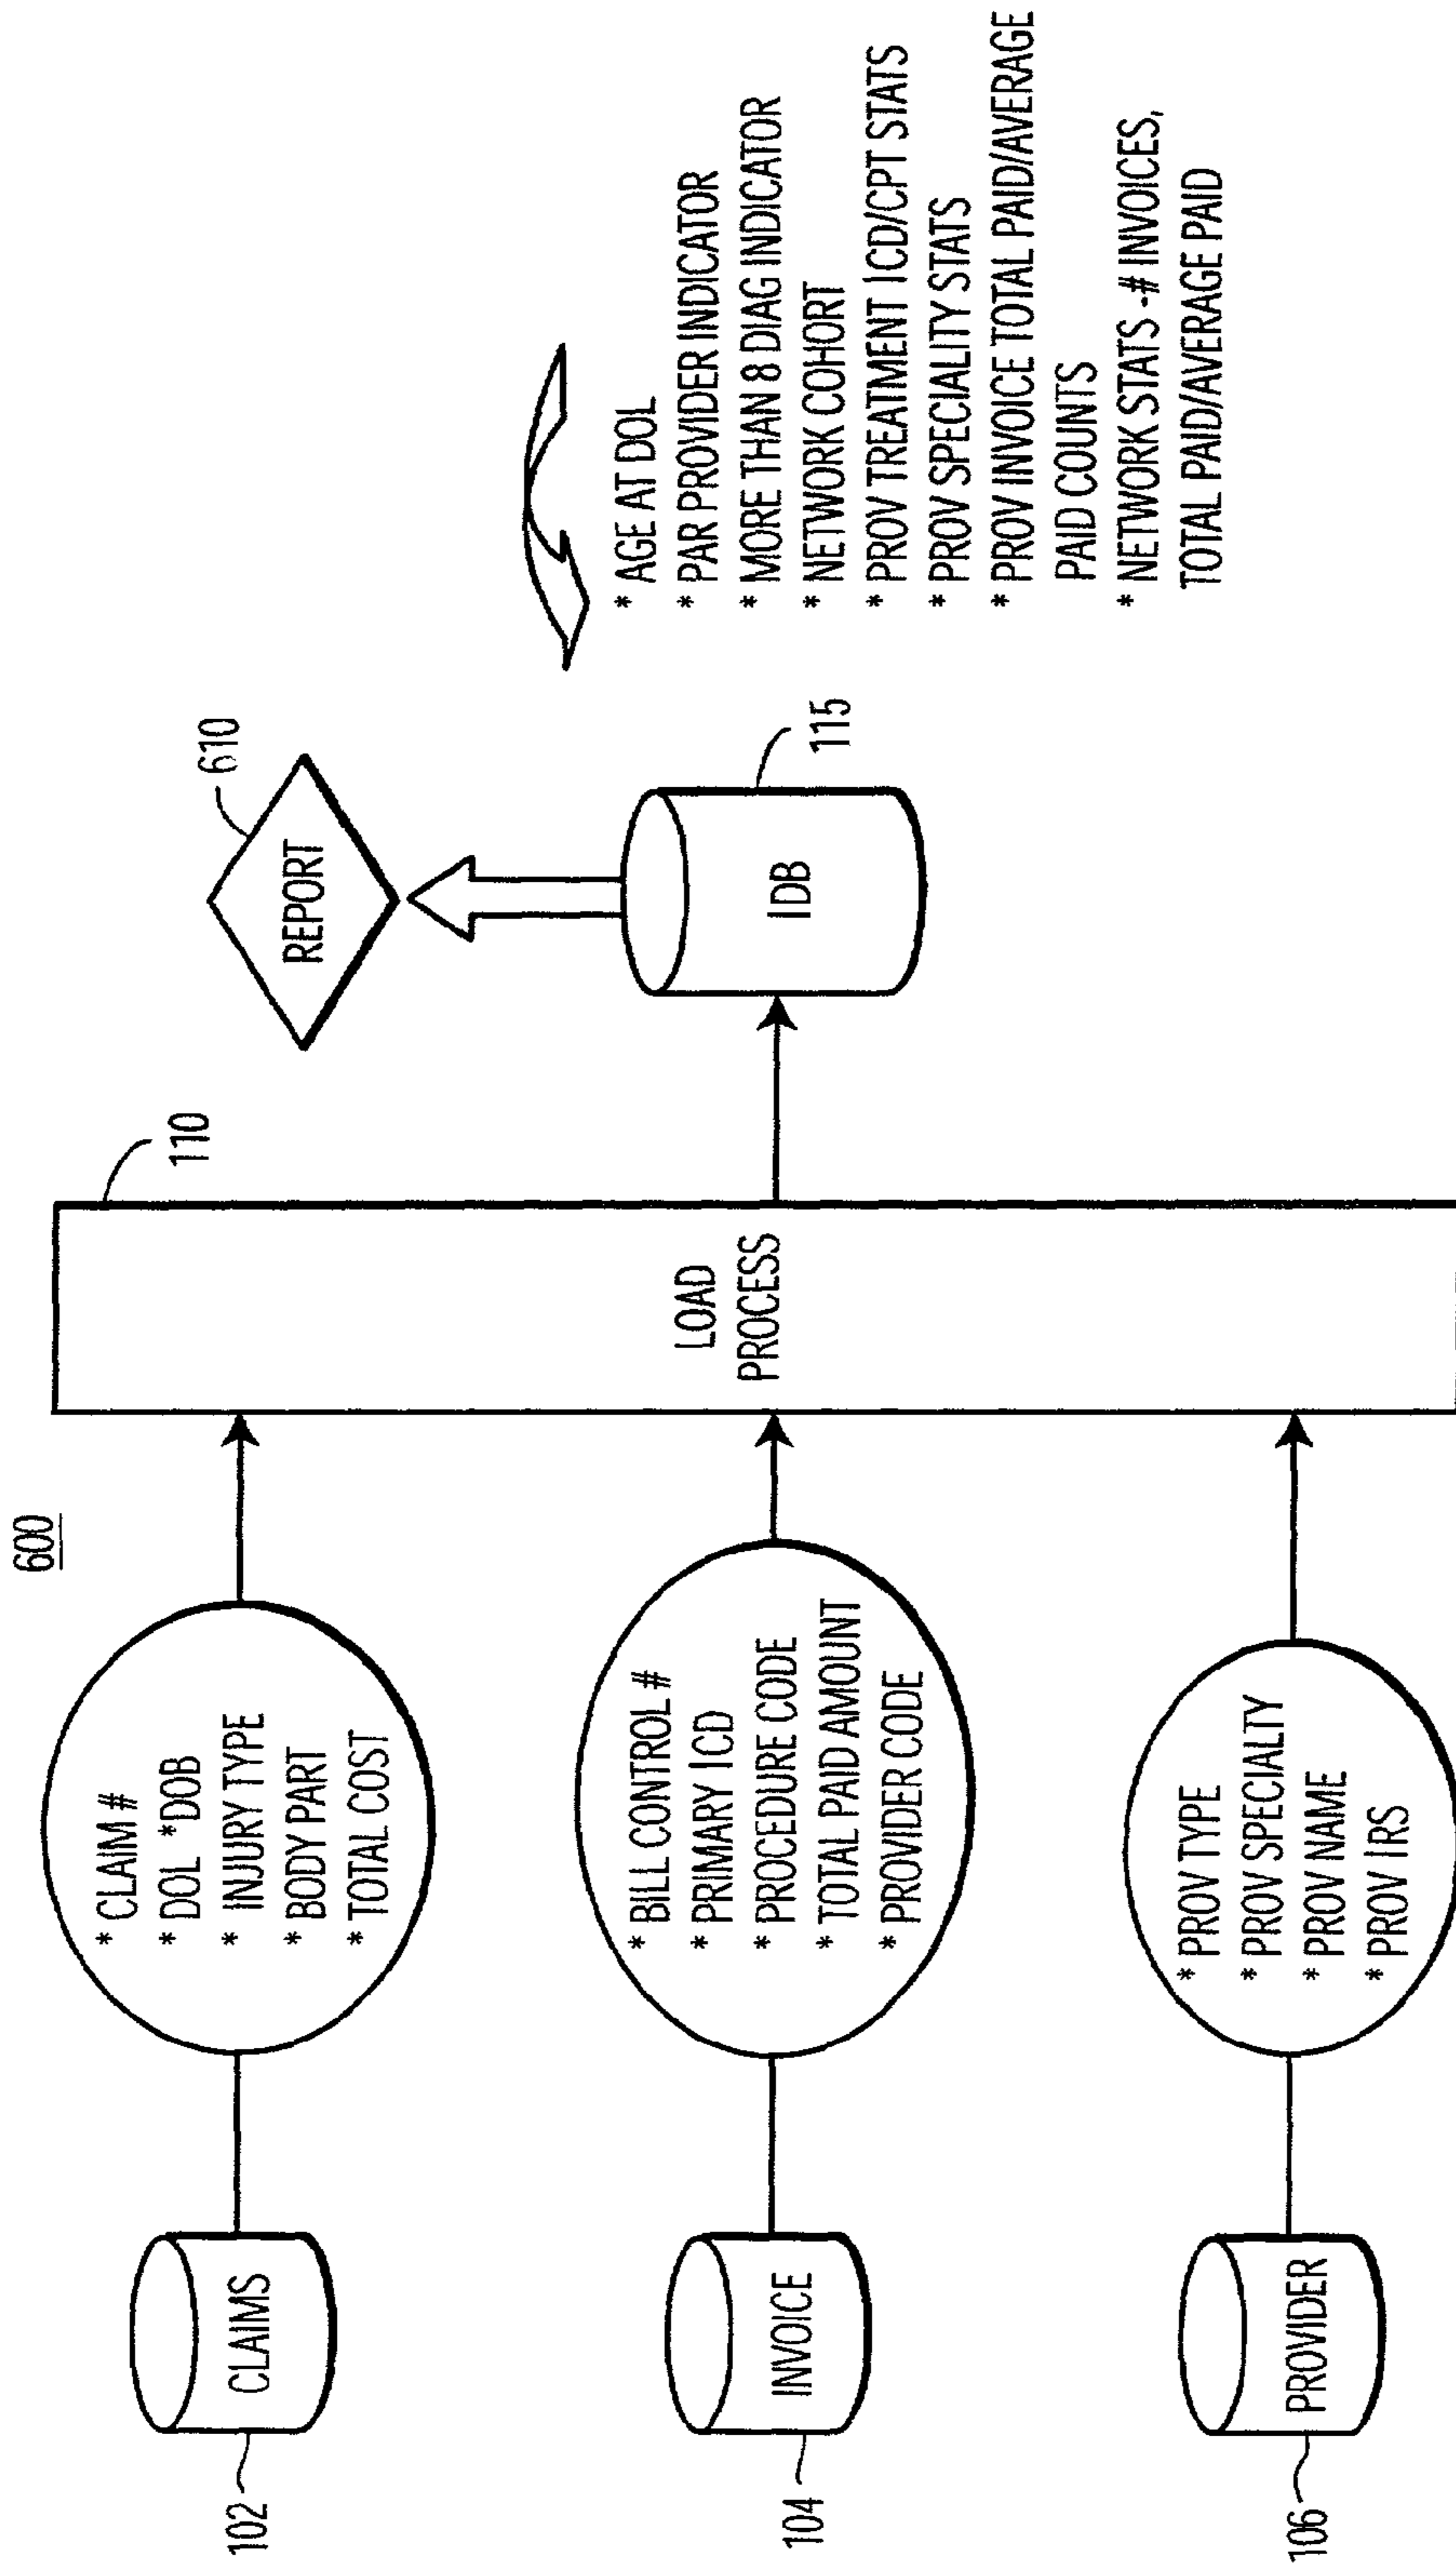 600
CLAIMS
102
* CLAIM #
* DOL *DOB
* INJURY TYPE
* BODY PART
* TOTAL COST
INVOICE
104
* BILL CONTROL #
* PRIMARY ICD
* PROCEDURE CODE
* TOTAL PAID AMOUNT
* PROVIDER CODE
PROVIDER
106
* PROV TYPE
* PROV SPECIALTY
* PROV NAME
* PROV IRS
110
LOAD
PROCESS
REPORT
610
IDB
115
* AGE AT DOL
* PAR PROVIDER INDICATOR
* MORE THAN 8 DIAG INDICATOR
* NETWORK COHORT
* PROV TREATMENT ICD/CPT STATS
* PROV SPECIALITY STATS
* PROV INVOICE TOTAL PAID/AVERAGE
PAID COUNTS
* NETWORK STATS -# INVOICES,
TOTAL PAID/AVERAGE PAID